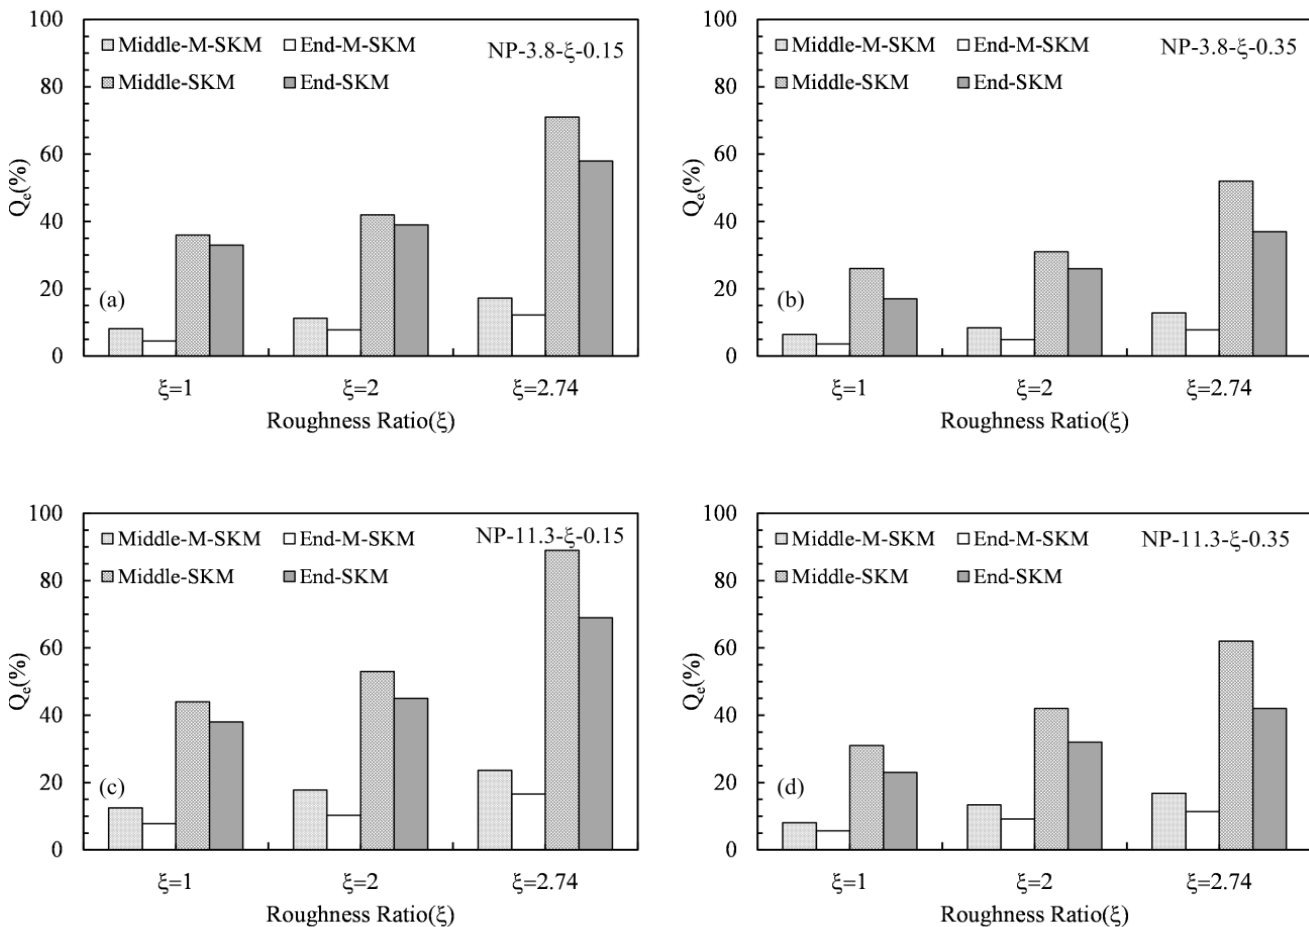 100
80
60
40
20
0
Q_e(%)
Middle-M-SKM End-M-SKM
Middle-SKM End-SKM
NP-3.8-ξ-0.15
(a)
ξ=1 ξ=2 ξ=2.74
Roughness Ratio(ξ)
100
80
60
40
20
0
Q_e(%)
Middle-M-SKM End-M-SKM
Middle-SKM End-SKM
NP-3.8-ξ-0.35
(b)
ξ=1 ξ=2 ξ=2.74
Roughness Ratio(ξ)
100
80
60
40
20
0
Q_e(%)
Middle-M-SKM End-M-SKM
Middle-SKM End-SKM
NP-11.3-ξ-0.15
(c)
ξ=1 ξ=2 ξ=2.74
Roughness Ratio(ξ)
100
80
60
40
20
0
Q_e(%)
Middle-M-SKM End-M-SKM
Middle-SKM End-SKM
NP-11.3-ξ-0.35
(d)
ξ=1 ξ=2 ξ=2.74
Roughness Ratio(ξ)